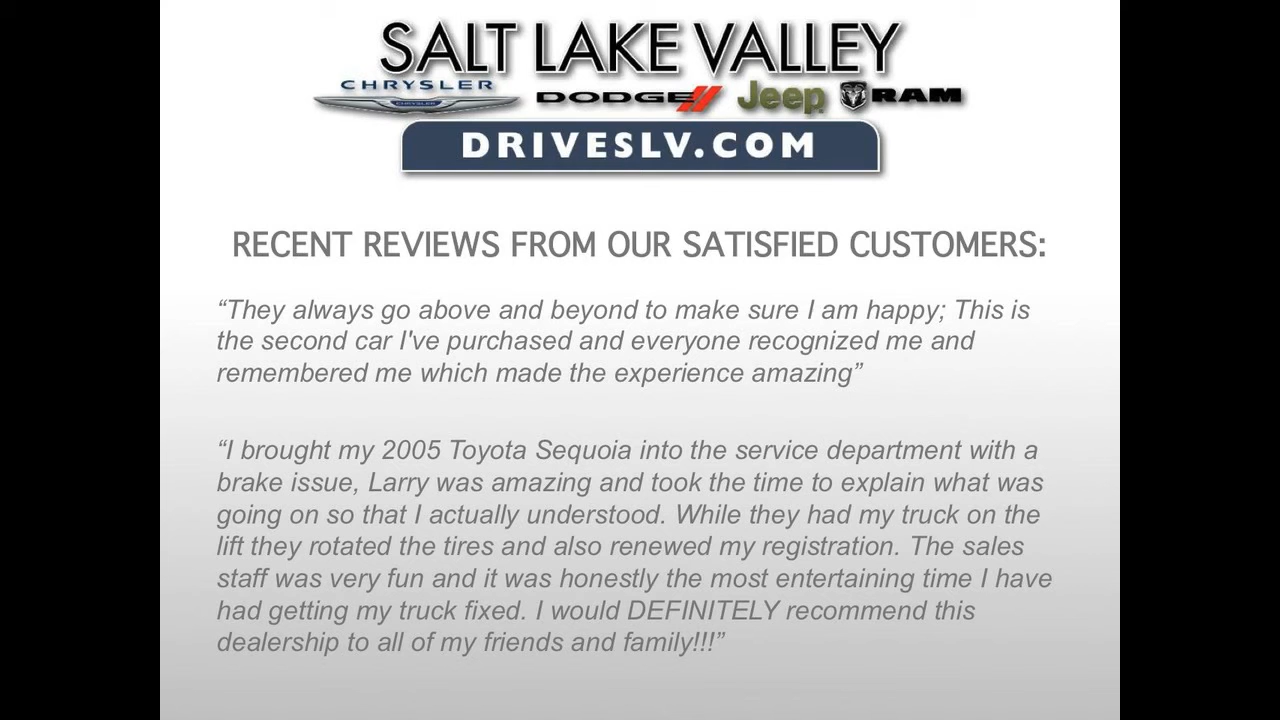 SALT LAKE VALLEY
CHRYSLER DODGE Jeep RAM
CHRYSLER
DRIVESLV.COM
RECENT REVIEWS FROM OUR SATISFIED CUSTOMERS:
“They always go above and beyond to make sure I am happy; This is
the second car I've purchased and everyone recognized me and
remembered me which made the experience amazing”
“I brought my 2005 Toyota Sequoia into the service department with a
brake issue, Larry was amazing and took the time to explain what was
going on so that I actually understood. While they had my truck on the
lift they rotated the tires and also renewed my registration. The sales
staff was very fun and it was honestly the most entertaining time I have
had getting my truck fixed. I would DEFINITELY recommend this
dealership to all of my friends and family!!!”